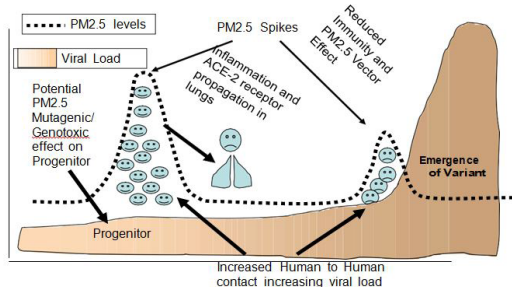 PM2.5 levels
Viral Load
Potential
PM2.5
Mutagenic/
Genotoxic
effect on
Progenitor
PM2.5 Spikes
Inflammation and
ACE-2 receptor
propagation in
lungs
Reduced
Immunity and
PM2.5 Vector
Effect
Emergence
of Variant
Progenitor
Increased Human to Human
contact increasing viral load